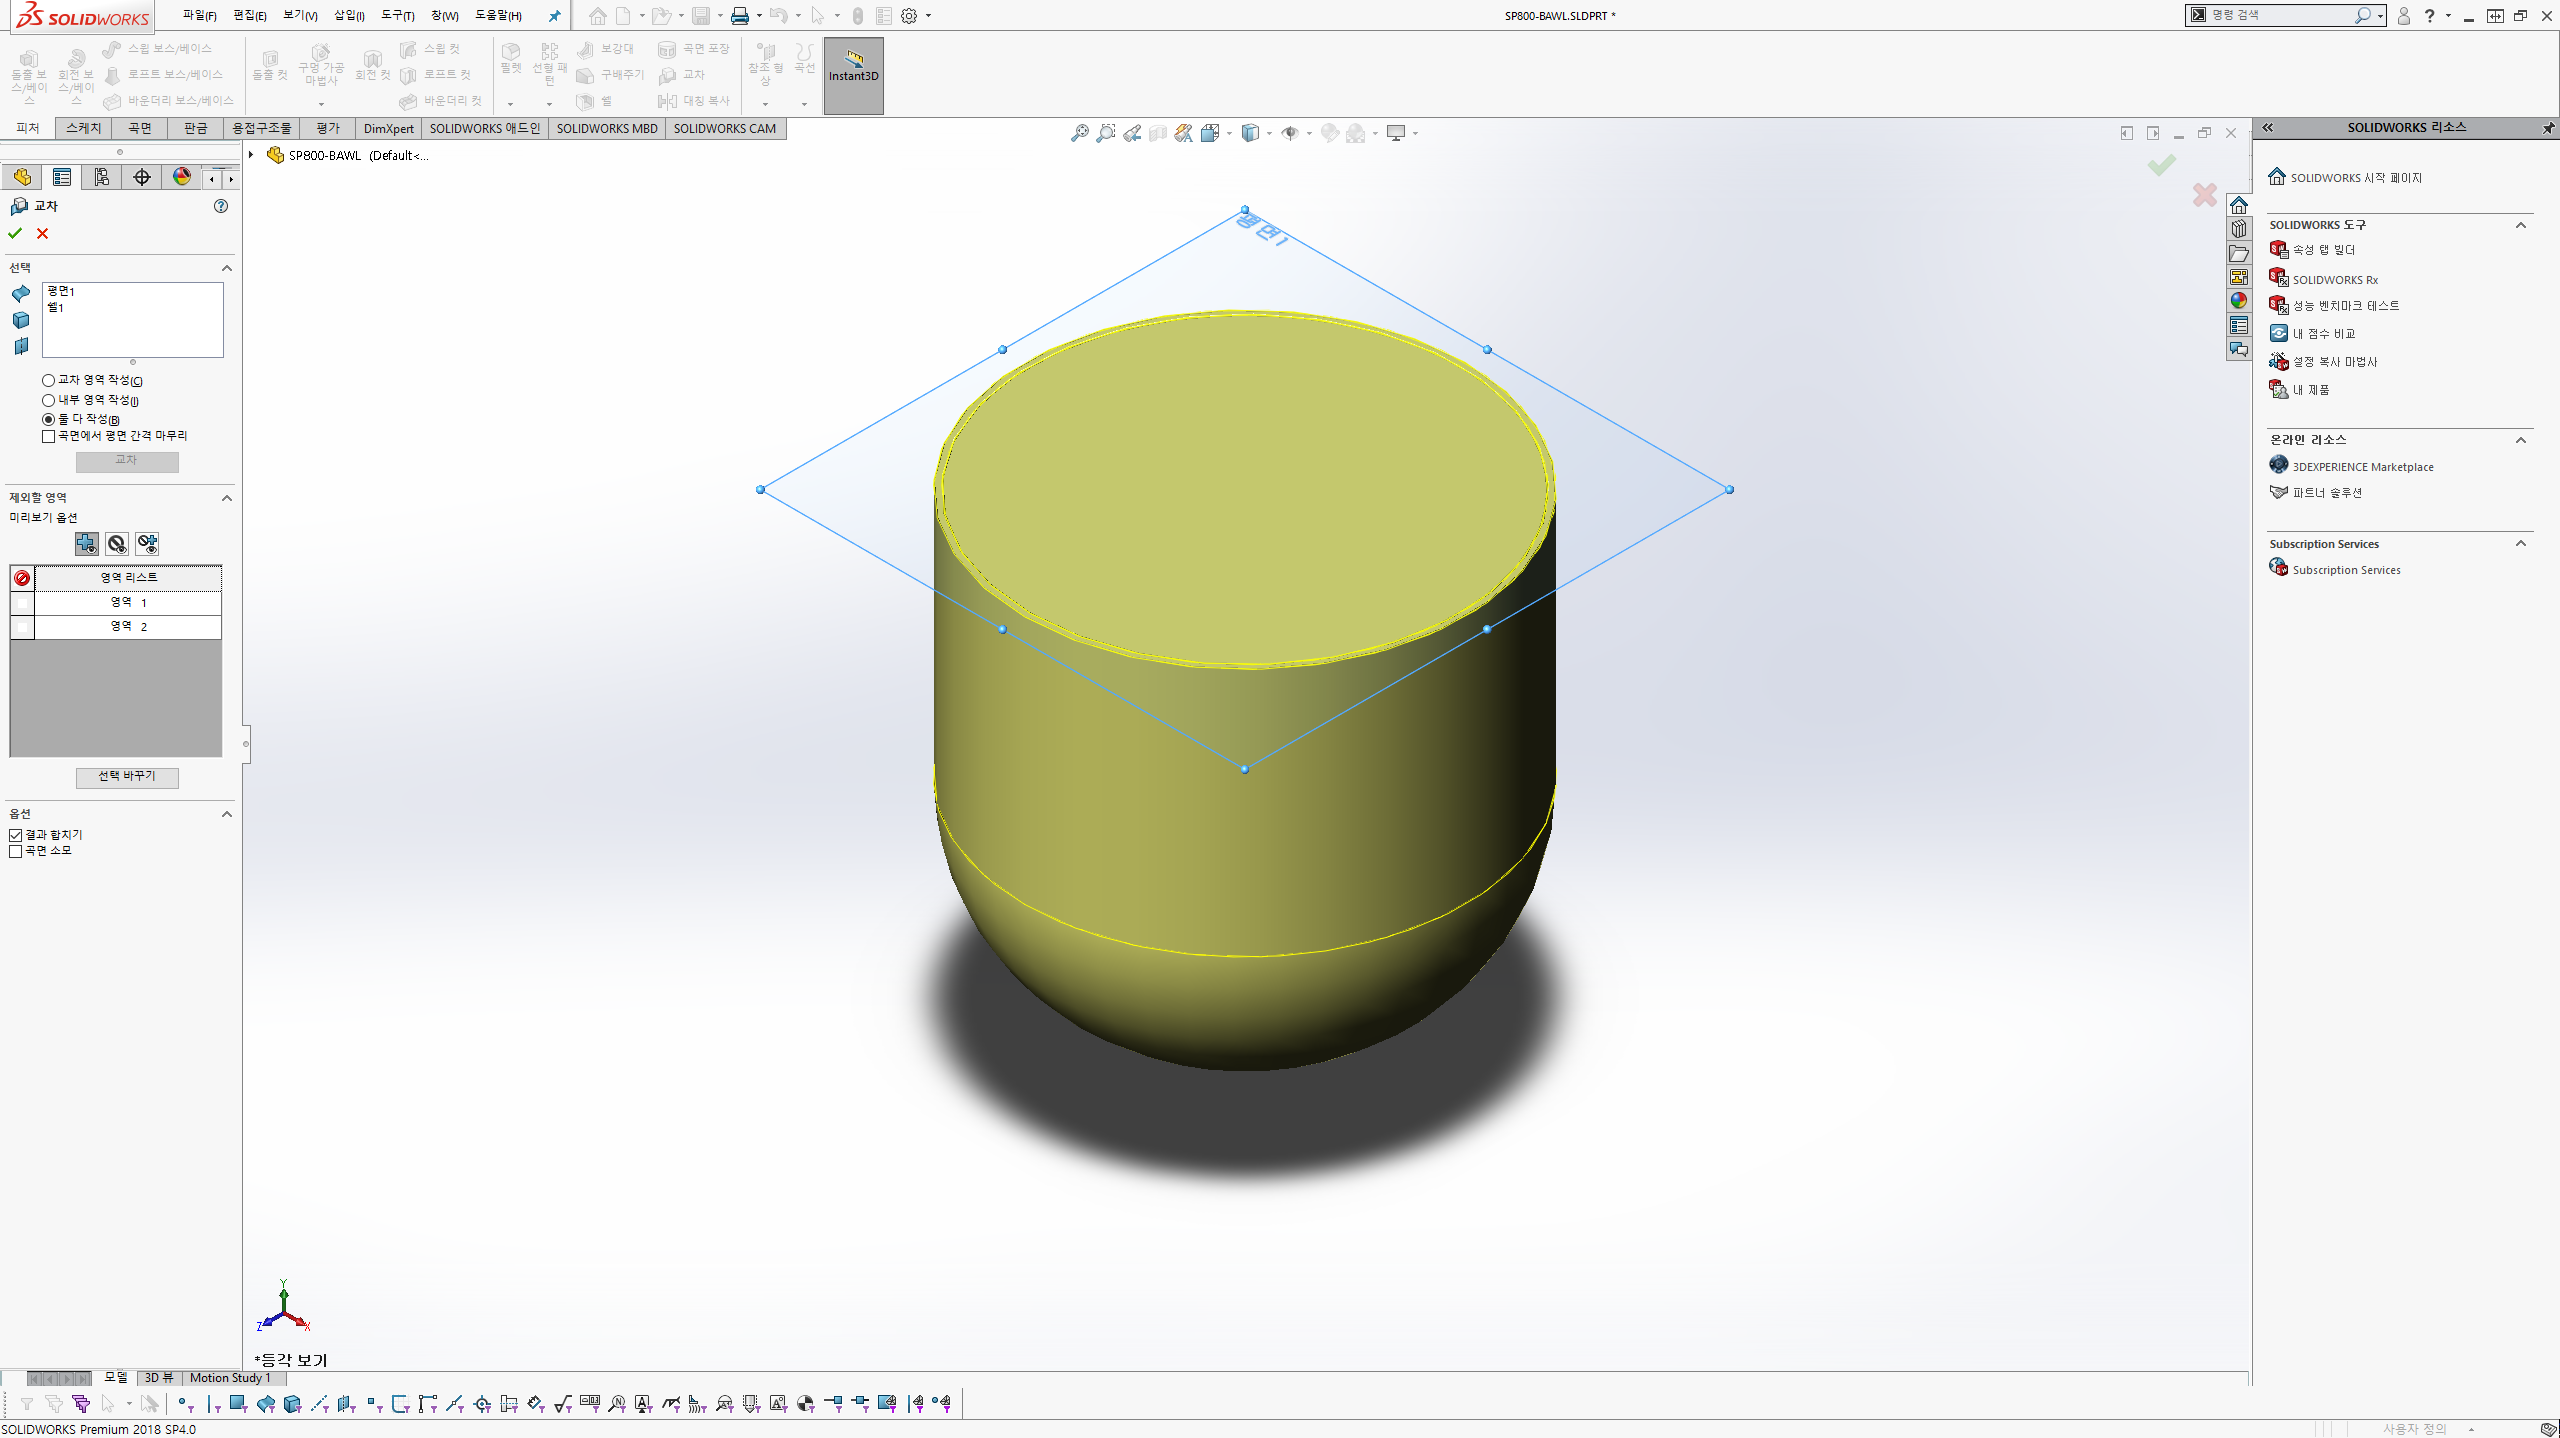 SOLIDWORKS
파일(F) 편집(E) 보기(V) 삽입(I) 도구(T) 창(W) 도움말(H)
SP800-BAWL.SLDPRT *
명령 검색
돌출 보스/베이스
회전 보스/베이스
스윕 보스/베이스
로프트 보스/베이스
바운더리 보스/베이스
돌출 컷
구멍 가공 마법사
회전 컷
스윕 컷
로프트 컷
바운더리 컷
필렛
선형 패턴
보강대
구배주기
쉘
곡면 포장
교차
대칭 복사
참조 형상
곡선
Instant3D
피처 스케치 곡면 판금 용접구조물 평가 DimXpert SOLIDWORKS 애드인 SOLIDWORKS MBD SOLIDWORKS CAM
SP800-BAWL (Default<...
교차
선택
평면1
쉘1
교차 영역 작성(C)
내부 영역 작성(I)
둘 다 작성(B)
곡면에서 평면 간격 마무리
교차
제외할 영역
미리보기 옵션
영역 리스트
영역 1
영역 2
선택 바꾸기
옵션
결과 합치기
곡면 소모
평면1
Y
Z
X
*등각 보기
SOLIDWORKS 리소스
SOLIDWORKS 시작 페이지
SOLIDWORKS 도구
속성 탭 빌더
SOLIDWORKS Rx
성능 벤치마크 테스트
내 점수 비교
설정 복사 마법사
내 제품
온라인 리소스
3DEXPERIENCE Marketplace
파트너 솔루션
Subscription Services
Subscription Services
모델 3D 뷰 Motion Study 1
SOLIDWORKS Premium 2018 SP4.0
사용자 정의